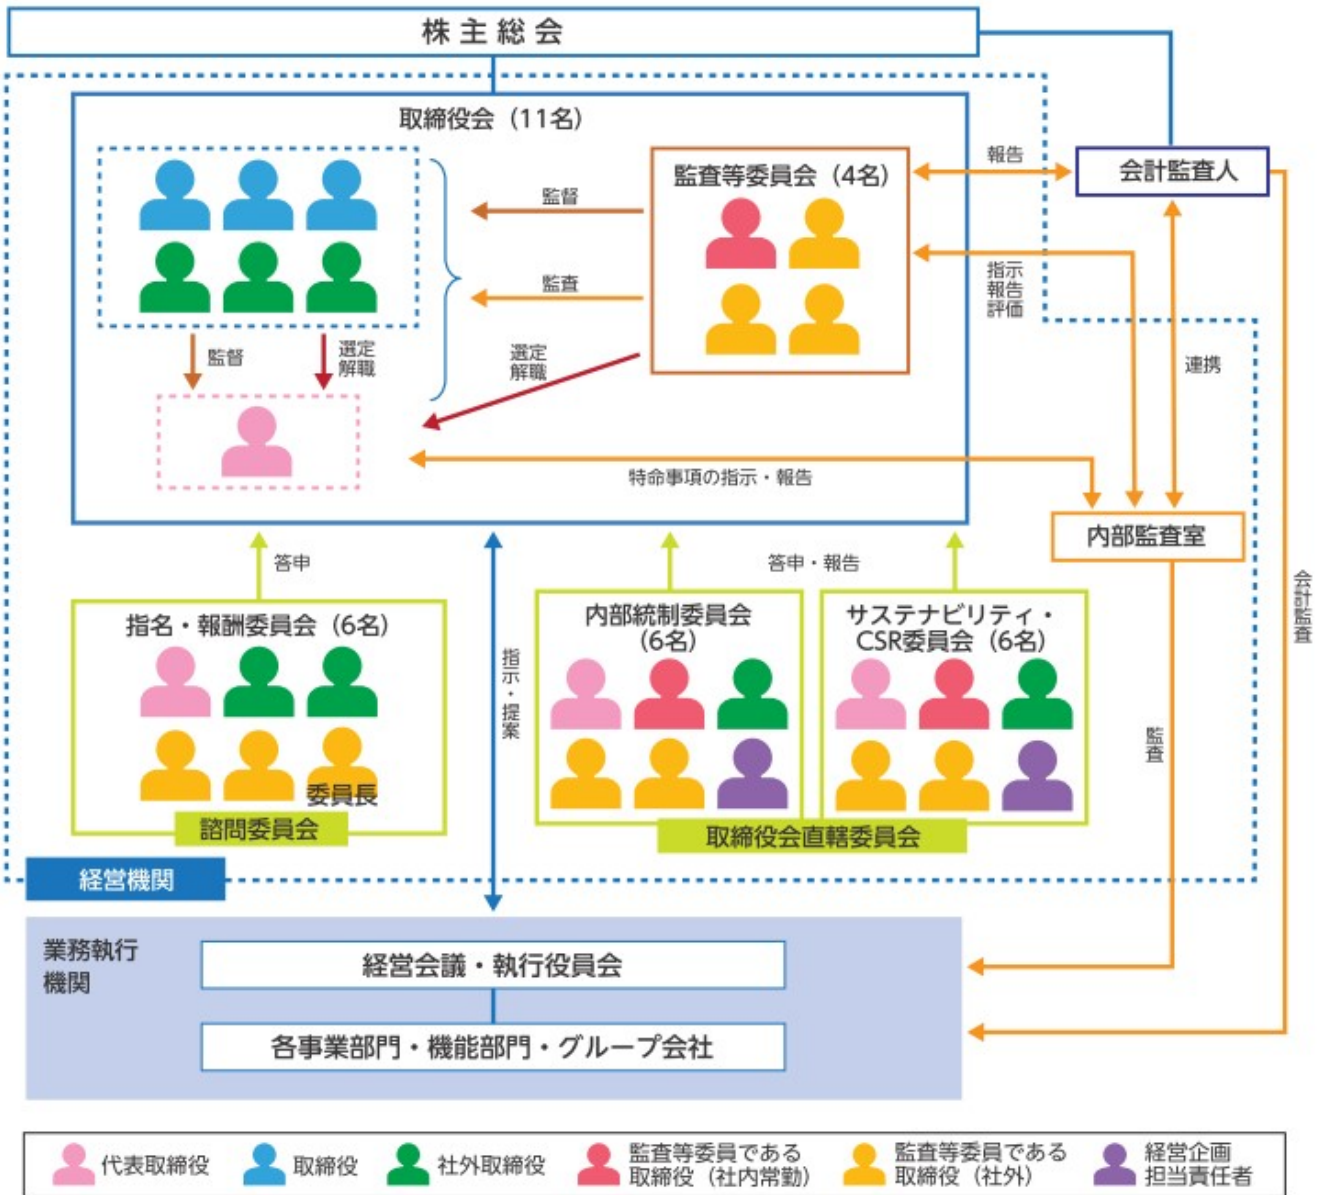 株主総会
取締役会（11名）
監査等委員会（4名）
報告
会計監査人
監督
監査
指示
報告
評価
監督
選定
解職
選定
解職
連携
特命事項の指示・報告
内部監査室
答申
答申・報告
会計監査
指名・報酬委員会（6名）
委員長
諮問委員会
指示・提案
内部統制委員会
（6名）
サステナビリティ・
CSR委員会（6名）
取締役会直轄委員会
監査
経営機関
業務執行
機関
経営会議・執行役員会
各事業部門・機能部門・グループ会社
代表取締役
取締役
社外取締役
監査等委員である
取締役（社内常勤）
監査等委員である
取締役（社外）
経営企画
担当責任者